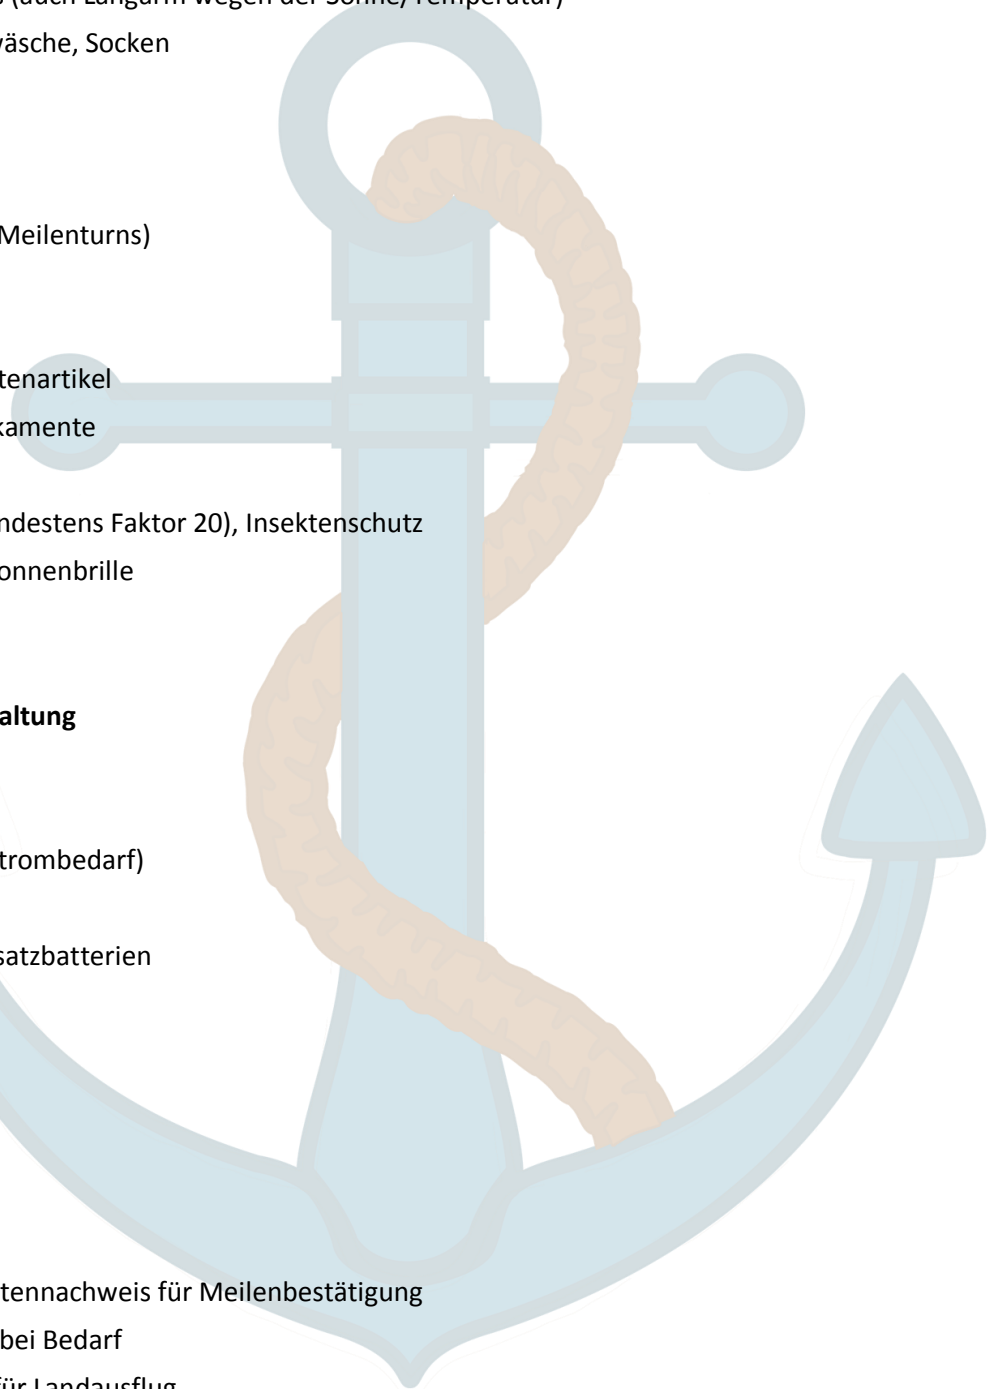 (auch Langarm wegen der Sonne/Temperatur)
wäsche, Socken
Meilenturns)
tenartikel
kamente
ndestens Faktor 20), Insektenschutz
onnenbrille
altung
trombedarf)
satzbatterien
tennachweis für Meilenbestätigung
bei Bedarf
für Landausflug